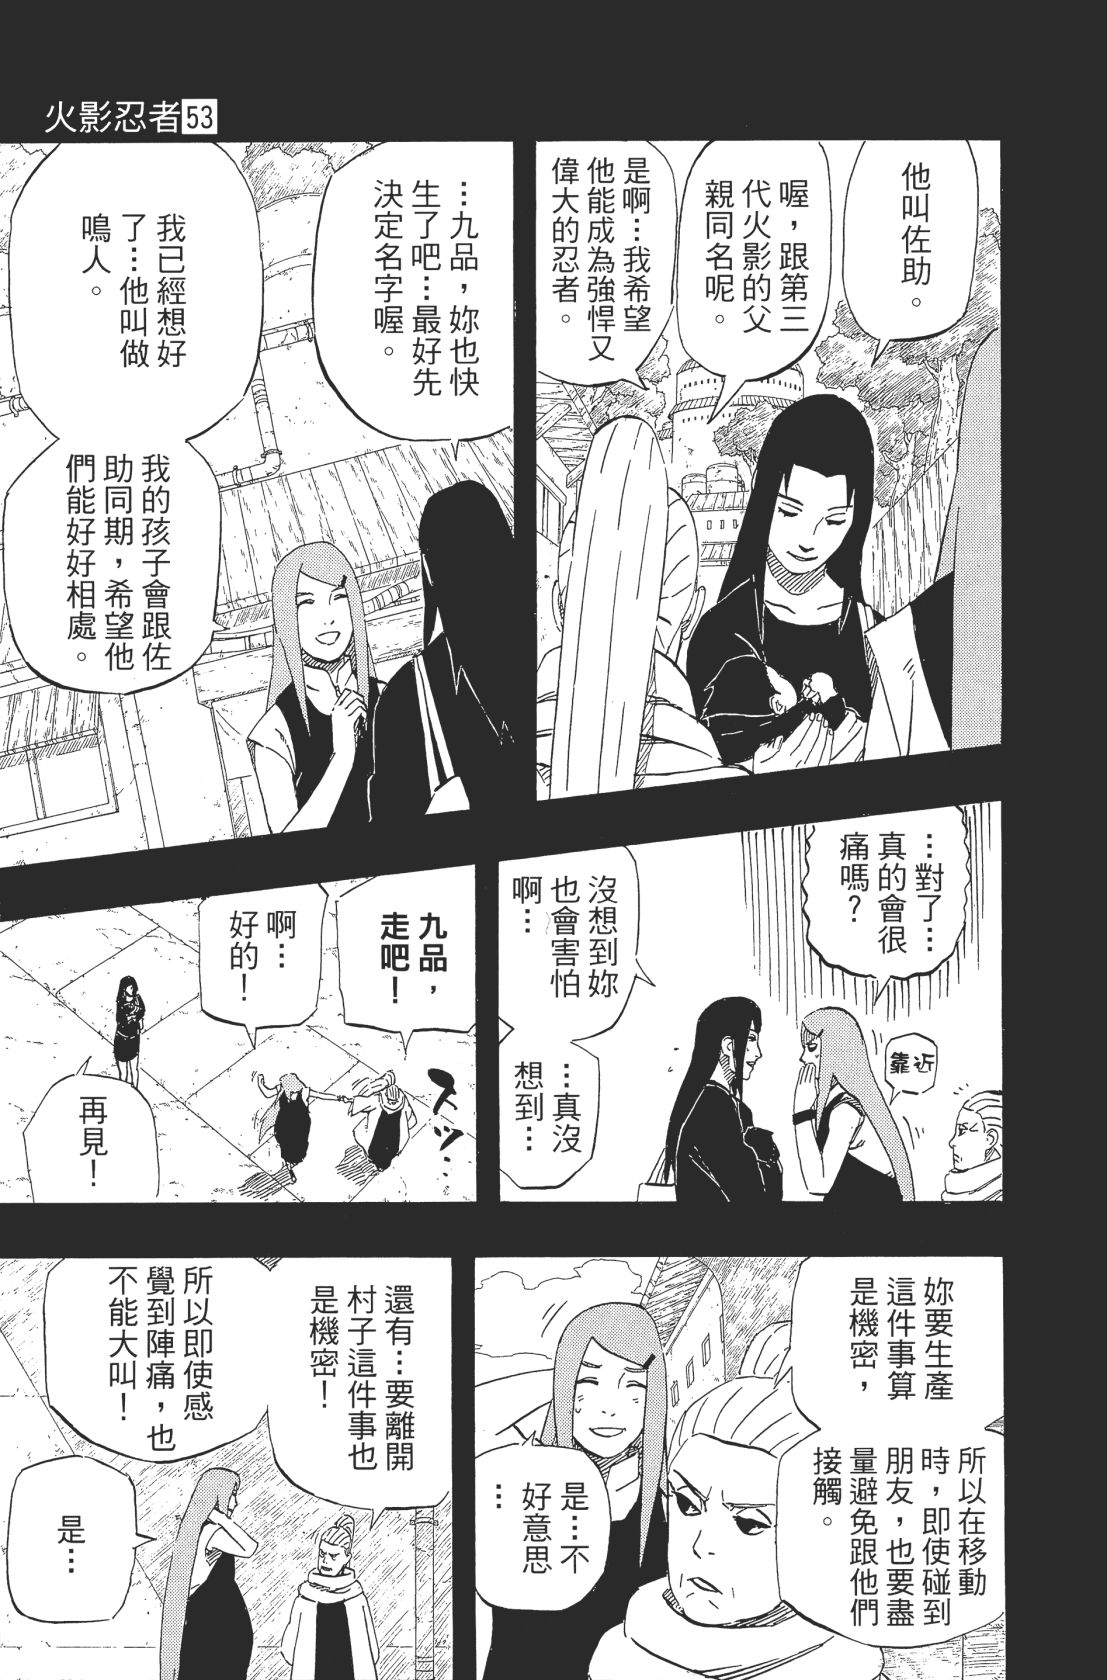 火影忍者53
他叫佐助。
喔，跟第三
代火影的父
親同名呢。
是啊…我希望
他能成為強悍又
偉大的忍者。
…九品，妳也快
生了吧…最好先
決定名字喔。
我已經想好
了…他叫做
鳴人。
我的孩子會跟佐
助同期，希望他
們能好好相處。
…對了…
真的會很
痛嗎？
靠近
沒想到妳
也會害怕
啊…
…真沒
想到…
九品，
走吧！
啊…
好的！
スッ…
再見！
妳要生產
這件事算
是機密，
所以在移動
時，即使碰到
朋友，也要盡
量避免跟他們
接觸。
是…不
好意思
…
還有…要離開
村子這件事也
是機密！
所以即使感
覺到陣痛，也
不能大叫！
是…